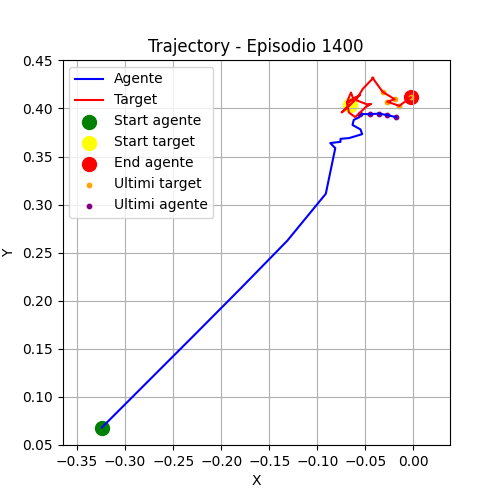 Trajectory - Episodio 1400
0.45
0.40
0.35
0.30
0.25
0.20
0.15
0.10
0.05
Y
Agente
Target
Start agente
Start target
End agente
Ultimi target
Ultimi agente
−0.35 −0.30 −0.25 −0.20 −0.15 −0.10 −0.05 0.00
X